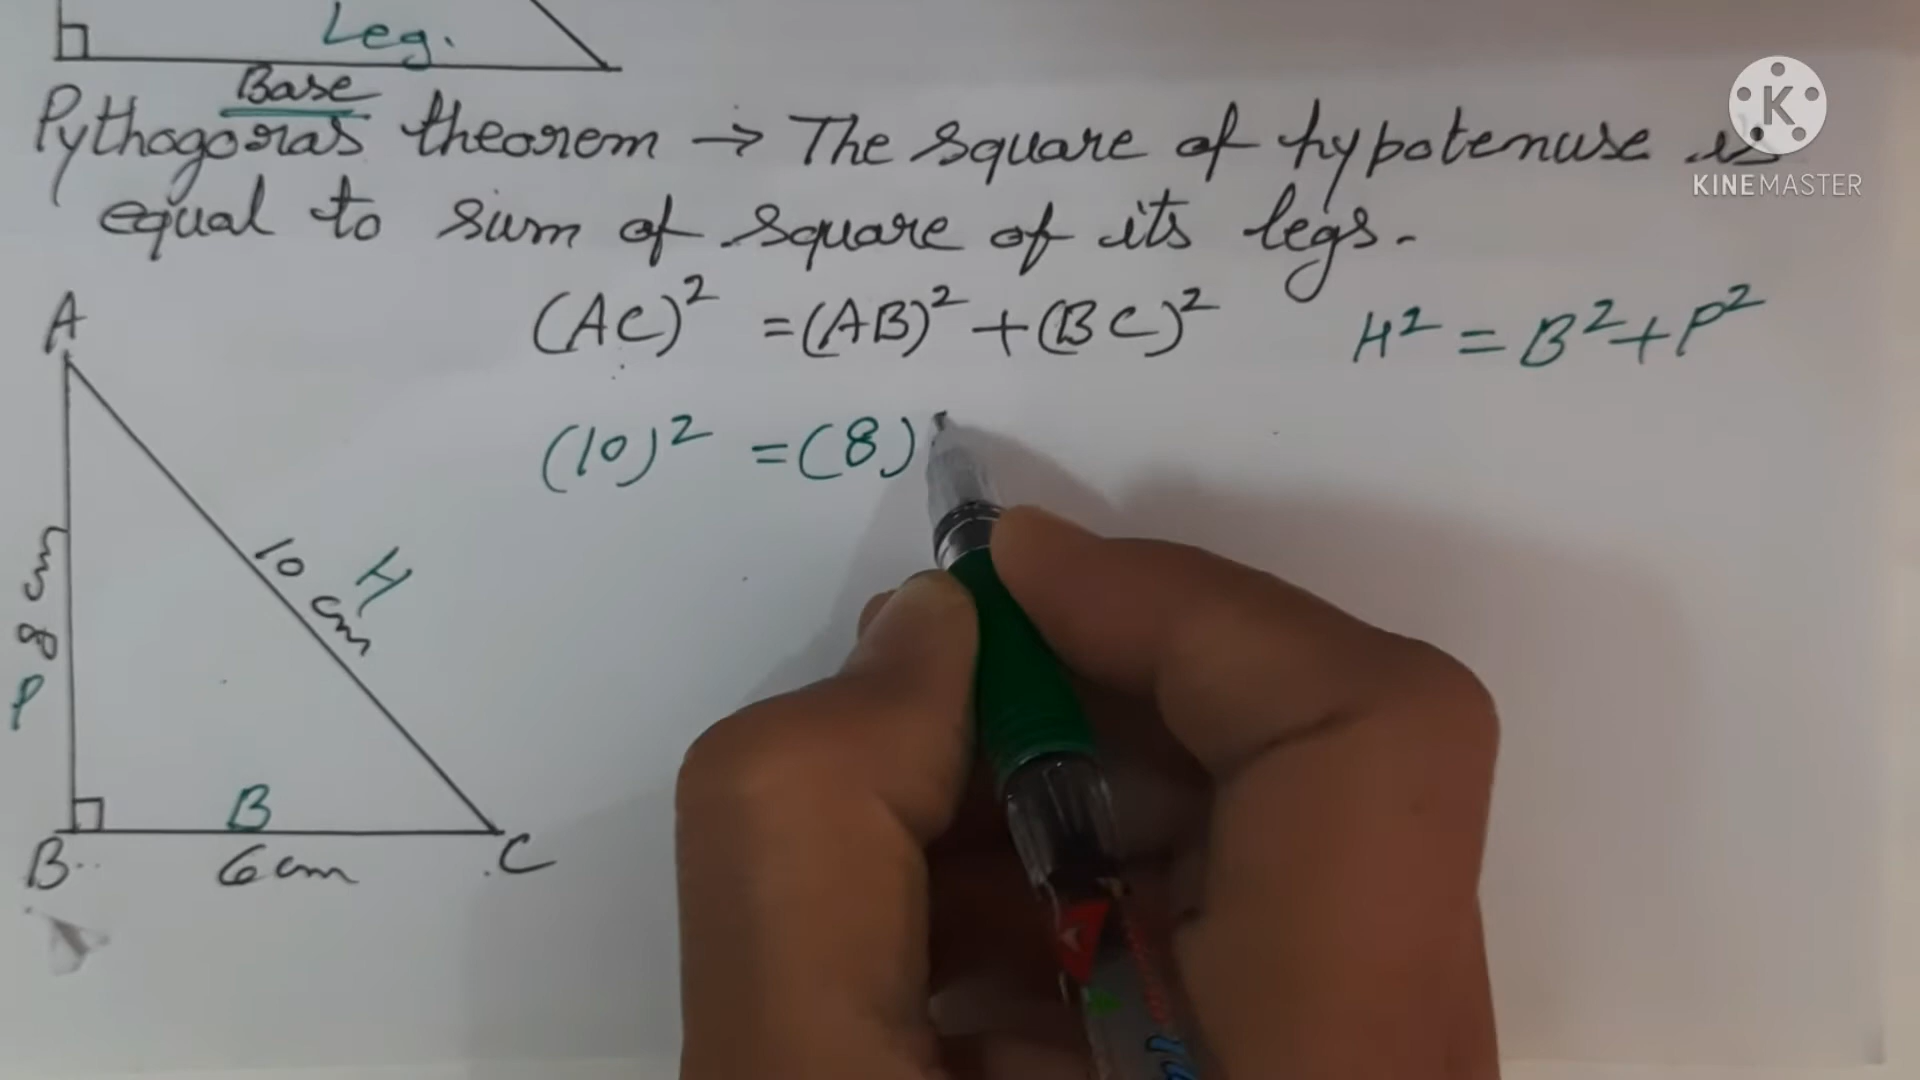 Leg.
Base
Pythagoras theorem → The square of hypotenuse is
equal to sum of square of its legs.
(AC)² = (AB)² + (BC)²
H² = B² + P²
(10)² = (8)
A
P 8 cm
10 cm
H
B
B
6 cm
C
K
KINEMASTER